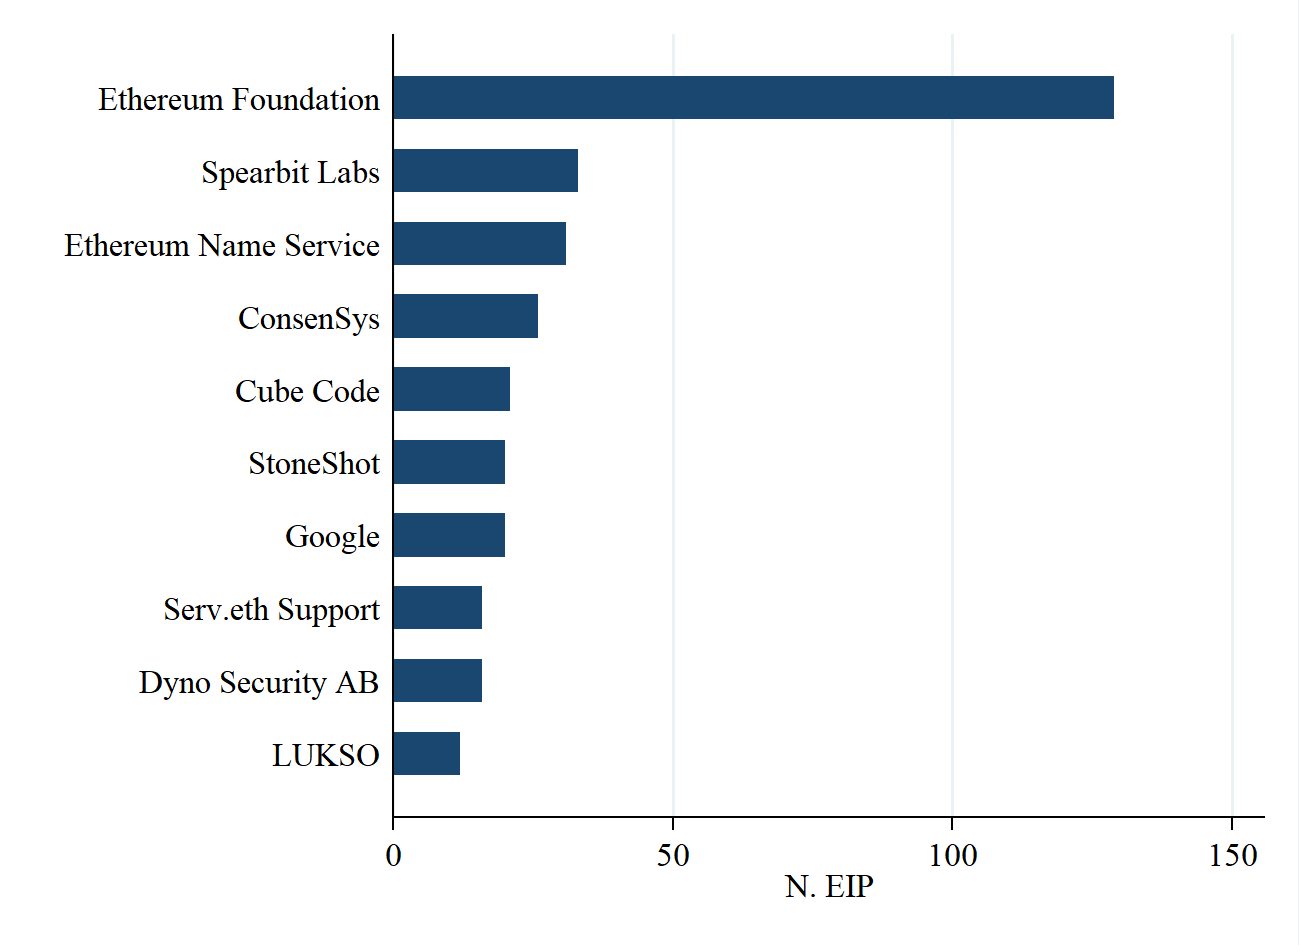 Ethereum Foundation
Spearbit Labs
Ethereum Name Service
ConsenSys
Cube Code
StoneShot
Google
Serv.eth Support
Dyno Security AB
LUKSO
0 50 100 150
N. EIP